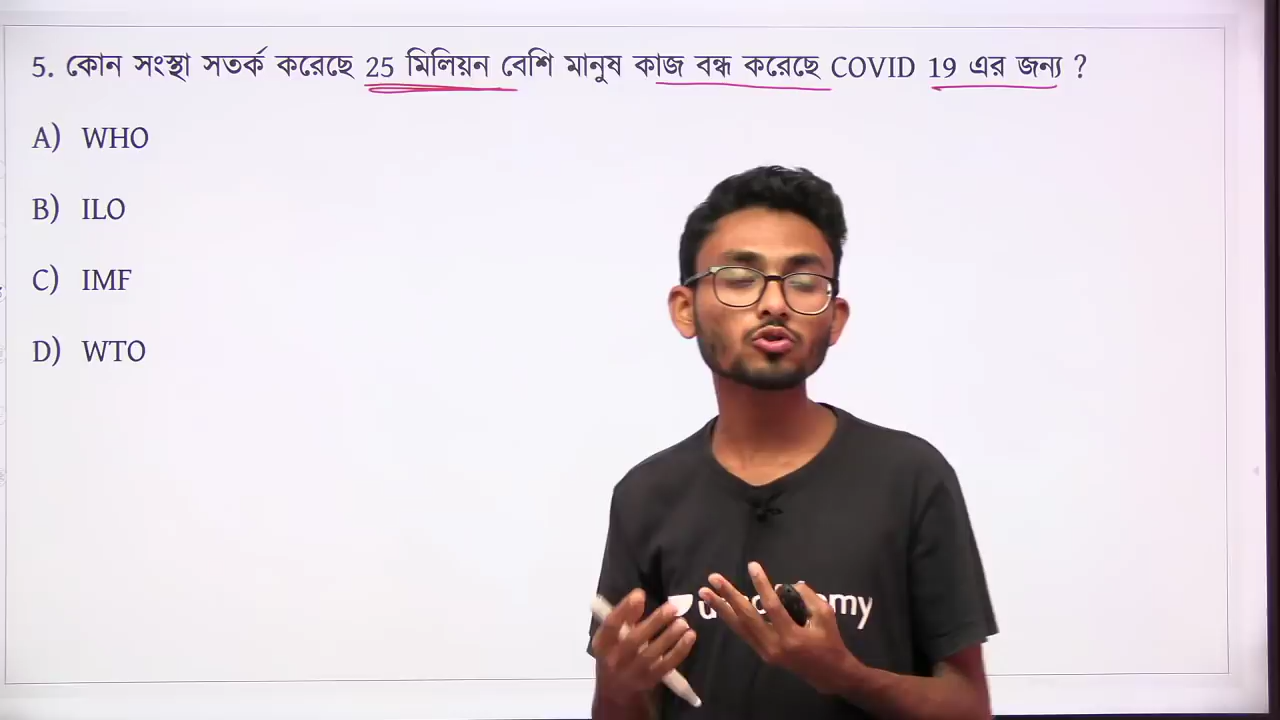 5. কোন সংস্থা সতর্ক করেছে 25 মিলিয়ন বেশি মানুষ কাজ বন্ধ করেছে COVID 19 এর জন্য ?
A) WHO
B) ILO
C) IMF
D) WTO